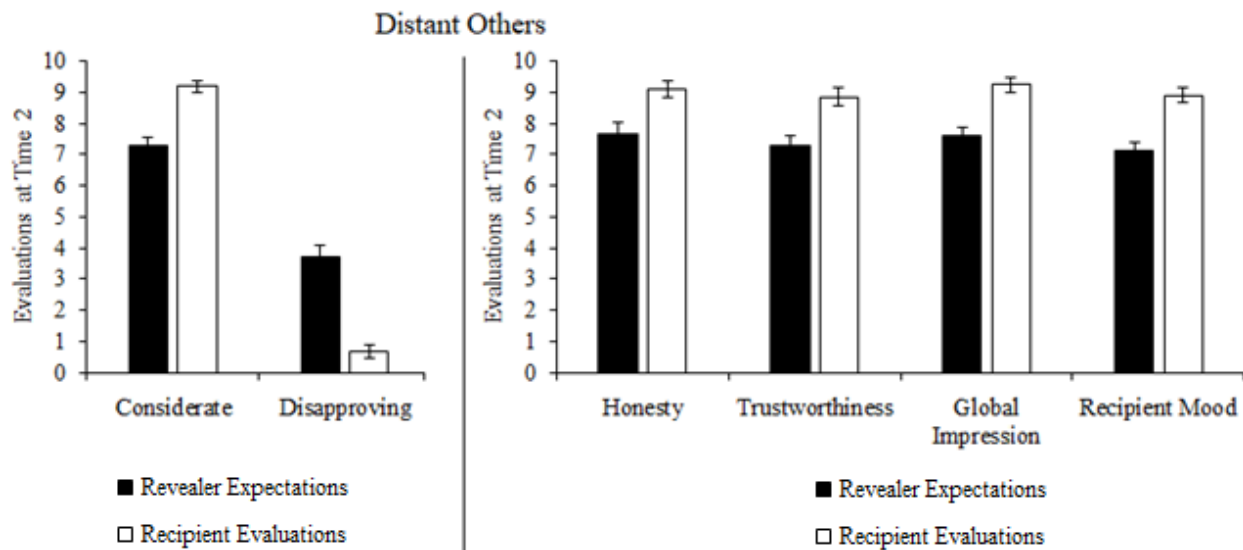 Distant Others
Evaluations at Time 2
10
9
8
7
6
5
4
3
2
1
0
Considerate
Disapproving
Revealer Expectations
Recipient Evaluations
Evaluations at Time 2
10
9
8
7
6
5
4
3
2
1
0
Honesty
Trustworthiness
Global
Impression
Recipient Mood
Revealer Expectations
Recipient Evaluations